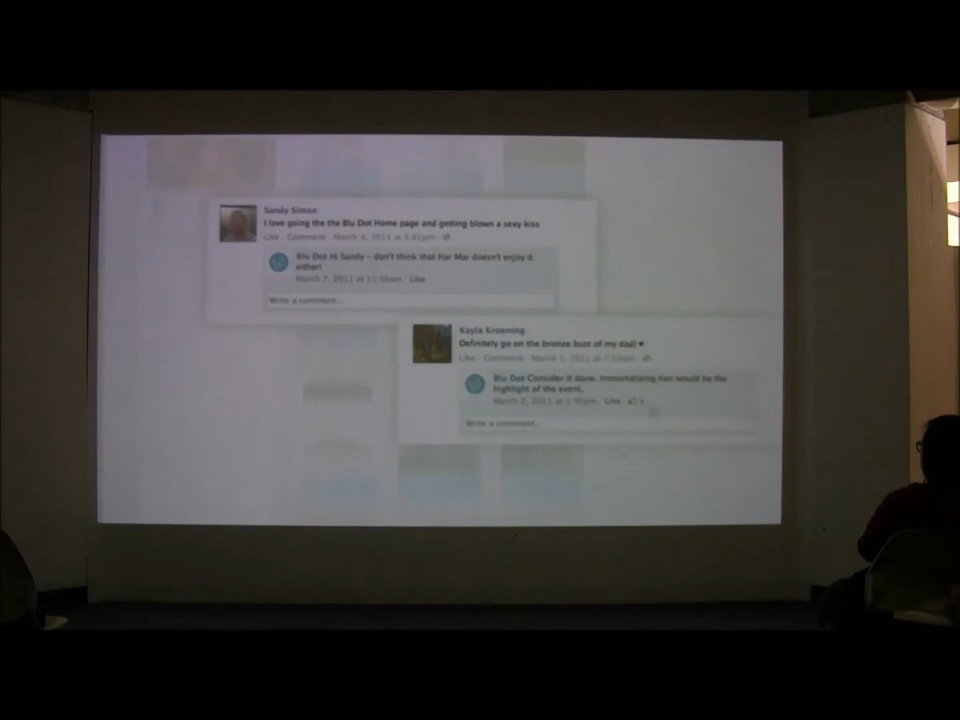 Sandy Simon
I love going the the Blu Dot Home page and getting blown a sexy kiss
Like · Comment · March 6, 2011 at 5:42pm ·
Blu Dot Hi Sandy - don't think that Har Mar doesn't enjoy it
either!
March 7, 2011 at 11:50am · Like
Write a comment...
Kayla Kroening
Definitely go on the bronze bust of my dad! ♥
Like · Comment · March 1, 2011 at
Blu Dot Consider it done. Immortalizing Ken would be the
highlight of the event.
March 2, 2011 at · Like
Write a comment...